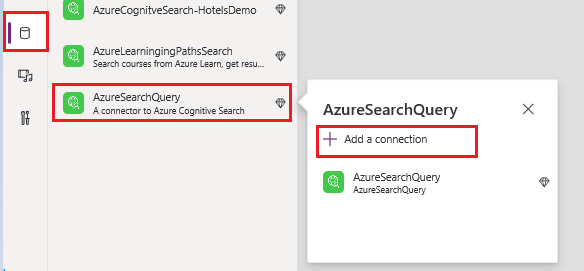 AzureCognitveSearch-HotelsDemo
AzureLearningingPathsSearch
Search courses from Azure Learn, get resu...
AzureSearchQuery
A connector to Azure Cognitive Search
AzureSearchQuery
Add a connection
AzureSearchQuery
AzureSearchQuery